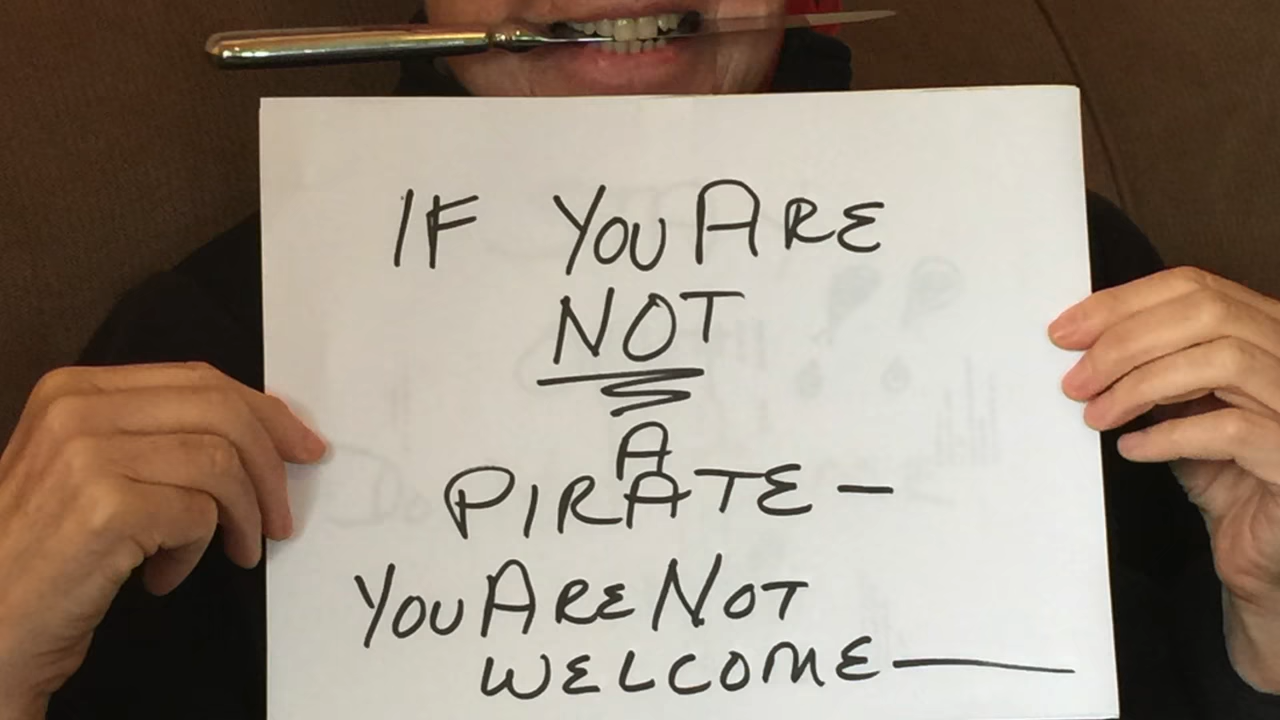 IF YOU ARE
NOT
A
PIRATE –
YOU ARE NOT
WELCOME —